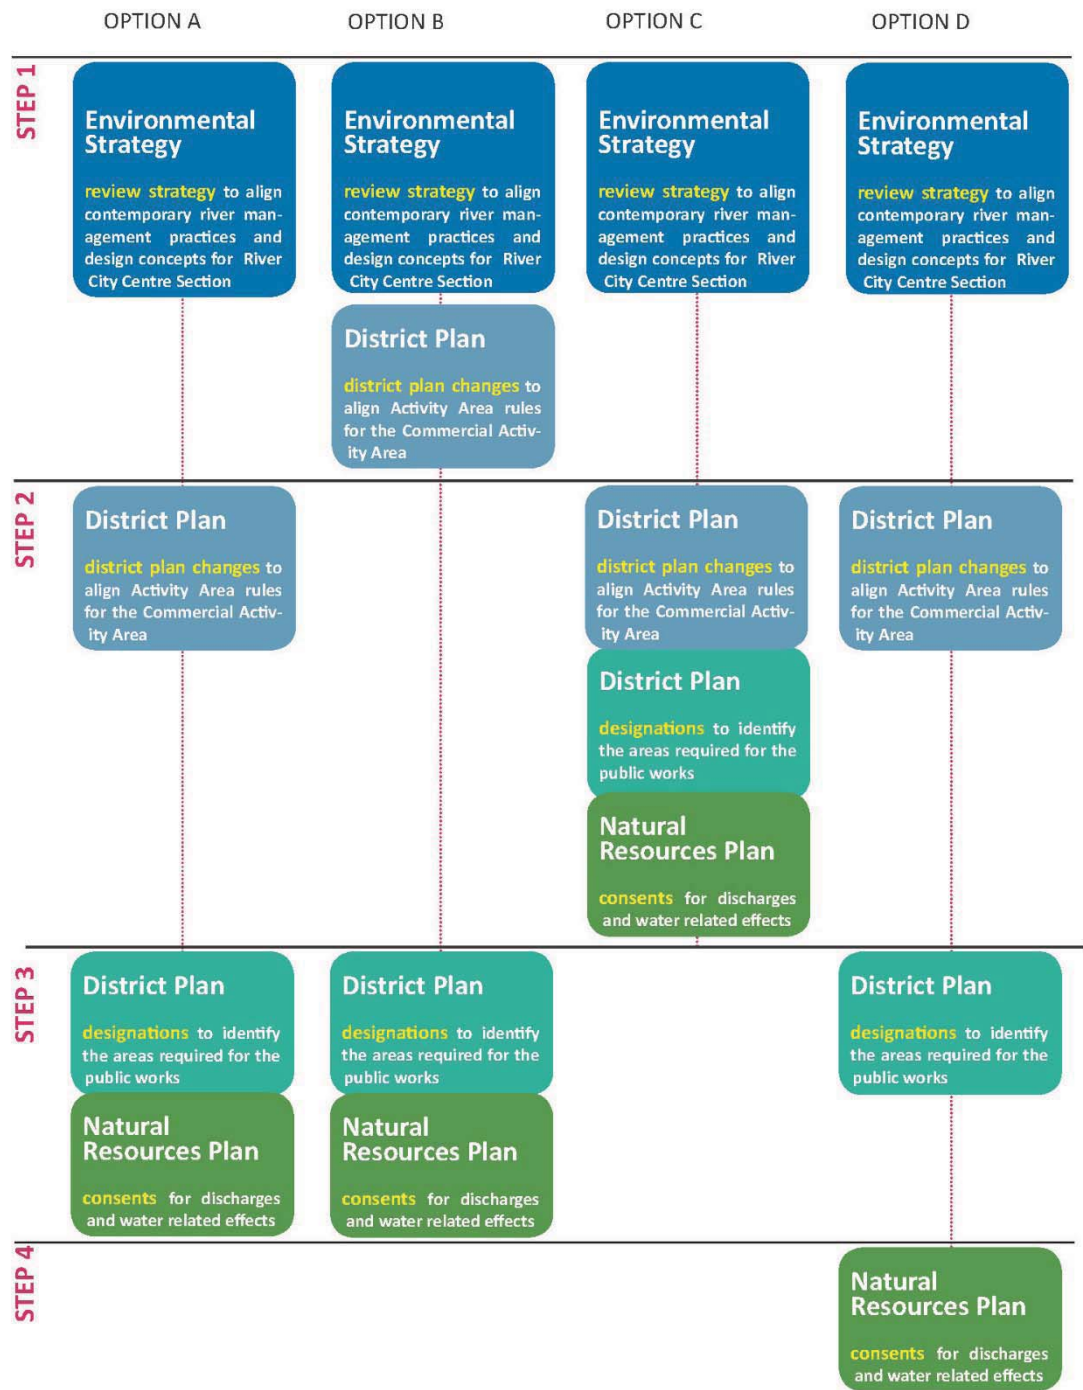 OPTION A
OPTION B
OPTION C
OPTION D
STEP 1
Environmental
Strategy
review strategy to align
contemporary river man-
agement practices and
design concepts for River
City Centre Section
Environmental
Strategy
review strategy to align
contemporary river man-
agement practices and
design concepts for River
City Centre Section
District Plan
district plan changes to
align Activity Area rules
for the Commercial Activ-
ity Area
Environmental
Strategy
review strategy to align
contemporary river man-
agement practices and
design concepts for River
City Centre Section
Environmental
Strategy
review strategy to align
contemporary river man-
agement practices and
design concepts for River
City Centre Section
STEP 2
District Plan
district plan changes to
align Activity Area rules
for the Commercial Activ-
ity Area
District Plan
district plan changes to
align Activity Area rules
for the Commercial Activ-
ity Area
District Plan
designations to identify
the areas required for the
public works
Natural
Resources Plan
consents for discharges
and water related effects
District Plan
district plan changes to
align Activity Area rules
for the Commercial Activ-
ity Area
STEP 3
District Plan
designations to identify
the areas required for the
public works
Natural
Resources Plan
consents for discharges
and water related effects
District Plan
designations to identify
the areas required for the
public works
Natural
Resources Plan
consents for discharges
and water related effects
District Plan
designations to identify
the areas required for the
public works
STEP 4
Natural
Resources Plan
consents for discharges
and water related effects